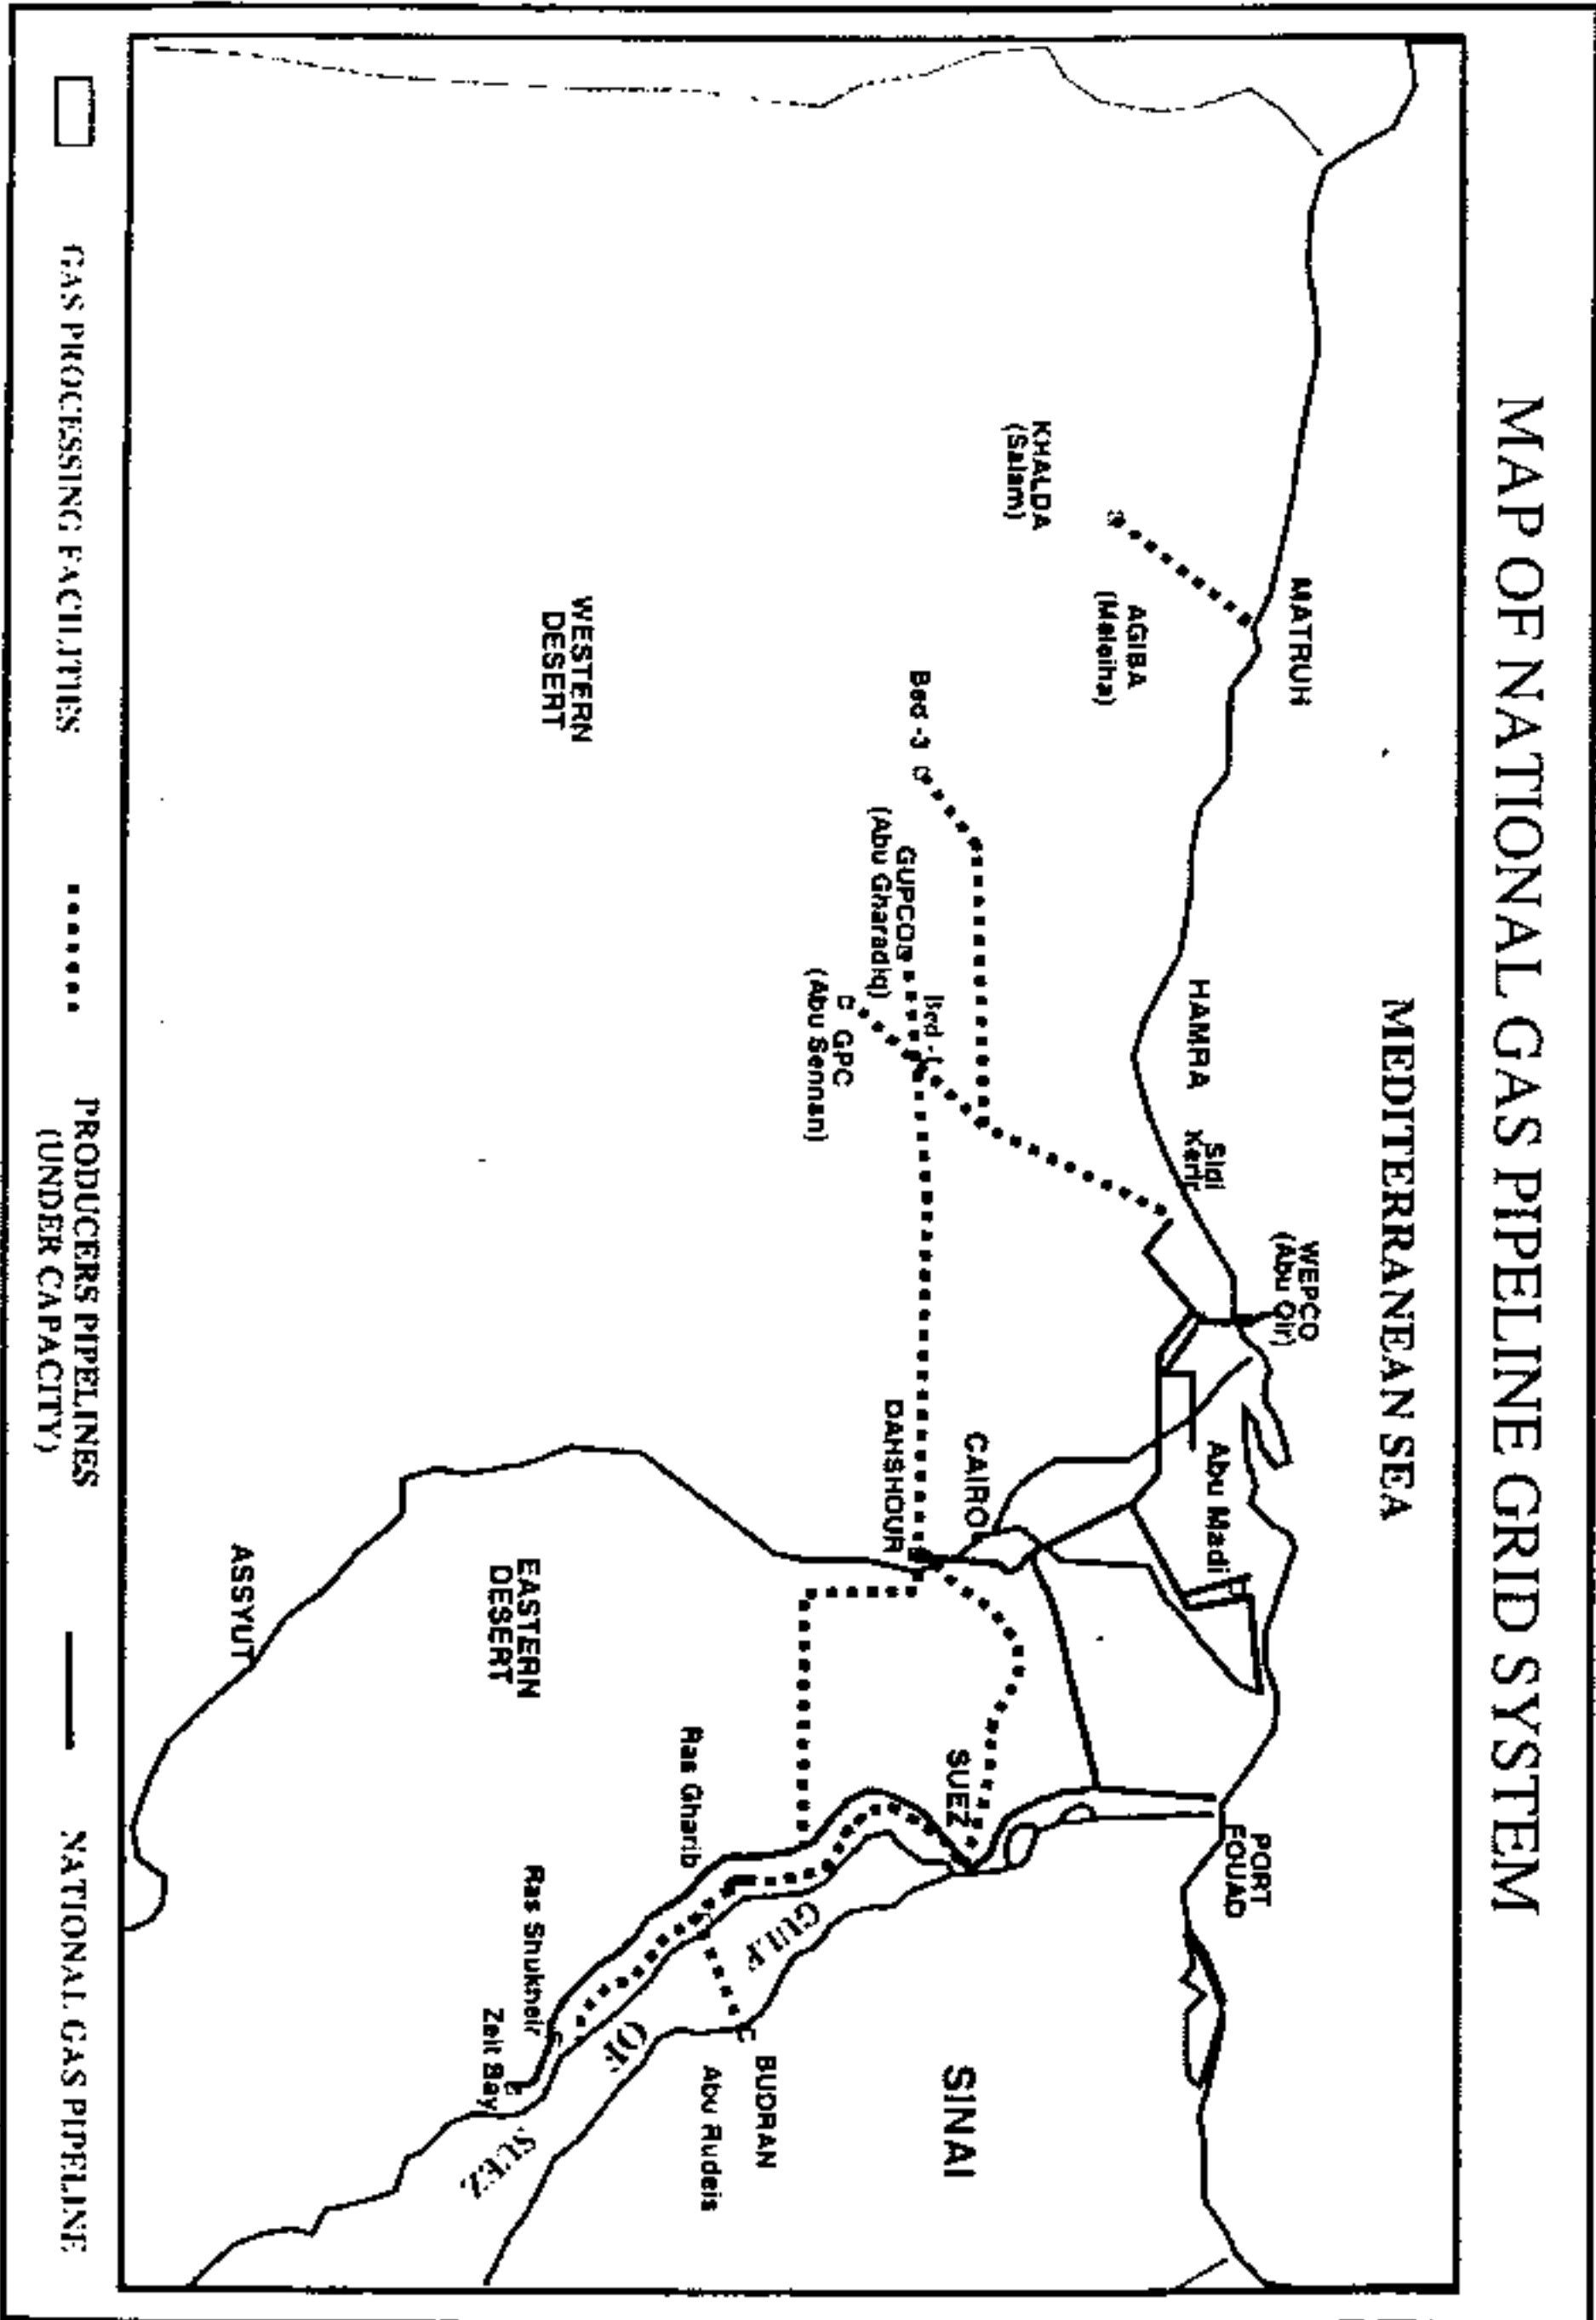 MAP OF NATIONAL GAS PIPELINE GRID SYSTEM
MEDITERRANEAN SEA
MATRUH
HAMRA
Sidi
Kerir
WEPCO
(Abu Qir)
Abu Madi
PORT
FOUAD
KHALDA
(Salam)
AGIBA
(Meleiha)
Bed -3
GUPCO
(Abu Gharadiq)
Bed -1
GPC
(Abu Sennan)
CAIRO
DAHSHOUR
SUEZ
SINAI
WESTERN
DESERT
EASTERN
DESERT
ASSYUT
Ras Gharib
Ras Shukheir
Zeit Bay
GULF
OF
SUEZ
BUDRAN
Abu Rudeis
GAS PROCESSING FACILITIES
PRODUCERS PIPELINES
(UNDER CAPACITY)
NATIONAL GAS PIPELINE